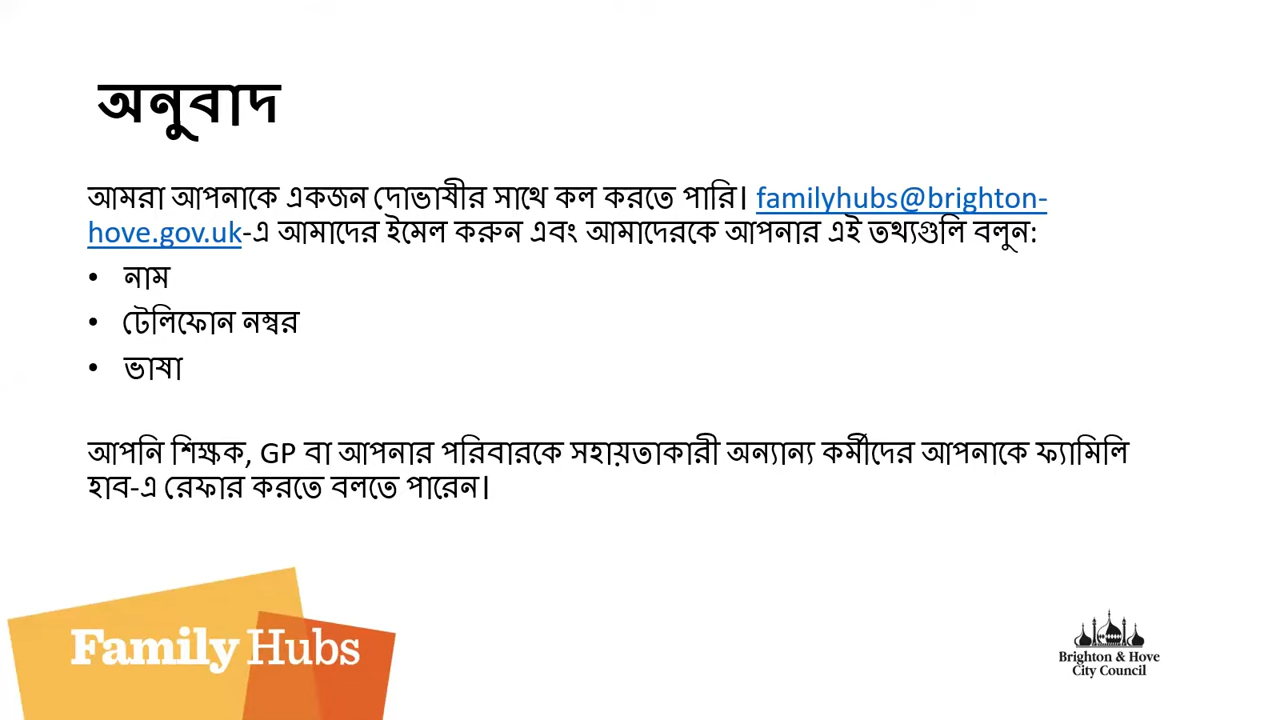 অনুবাদ
আমরা আপনাকে একজন দোভাষীর সাথে কল করতে পারি। familyhubs@brighton-
hove.gov.uk-এ আমাদের ইমেল করুন এবং আমাদেরকে আপনার এই তথ্যগুলি বলুন:
• নাম
• টেলিফোন নম্বর
• ভাষা
আপনি শিক্ষক, GP বা আপনার পরিবারকে সহায়তাকারী অন্যান্য কর্মীদের আপনাকে ফ্যামিলি
হাব-এ রেফার করতে বলতে পারেন।
Family Hubs
Brighton & Hove
City Council